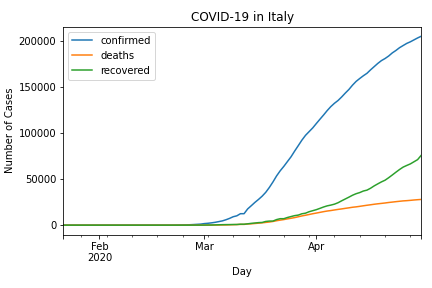 COVID-19 in Italy
confirmed
deaths
recovered
Number of Cases
200000
150000
100000
50000
0
Feb
2020
Mar
Apr
Day